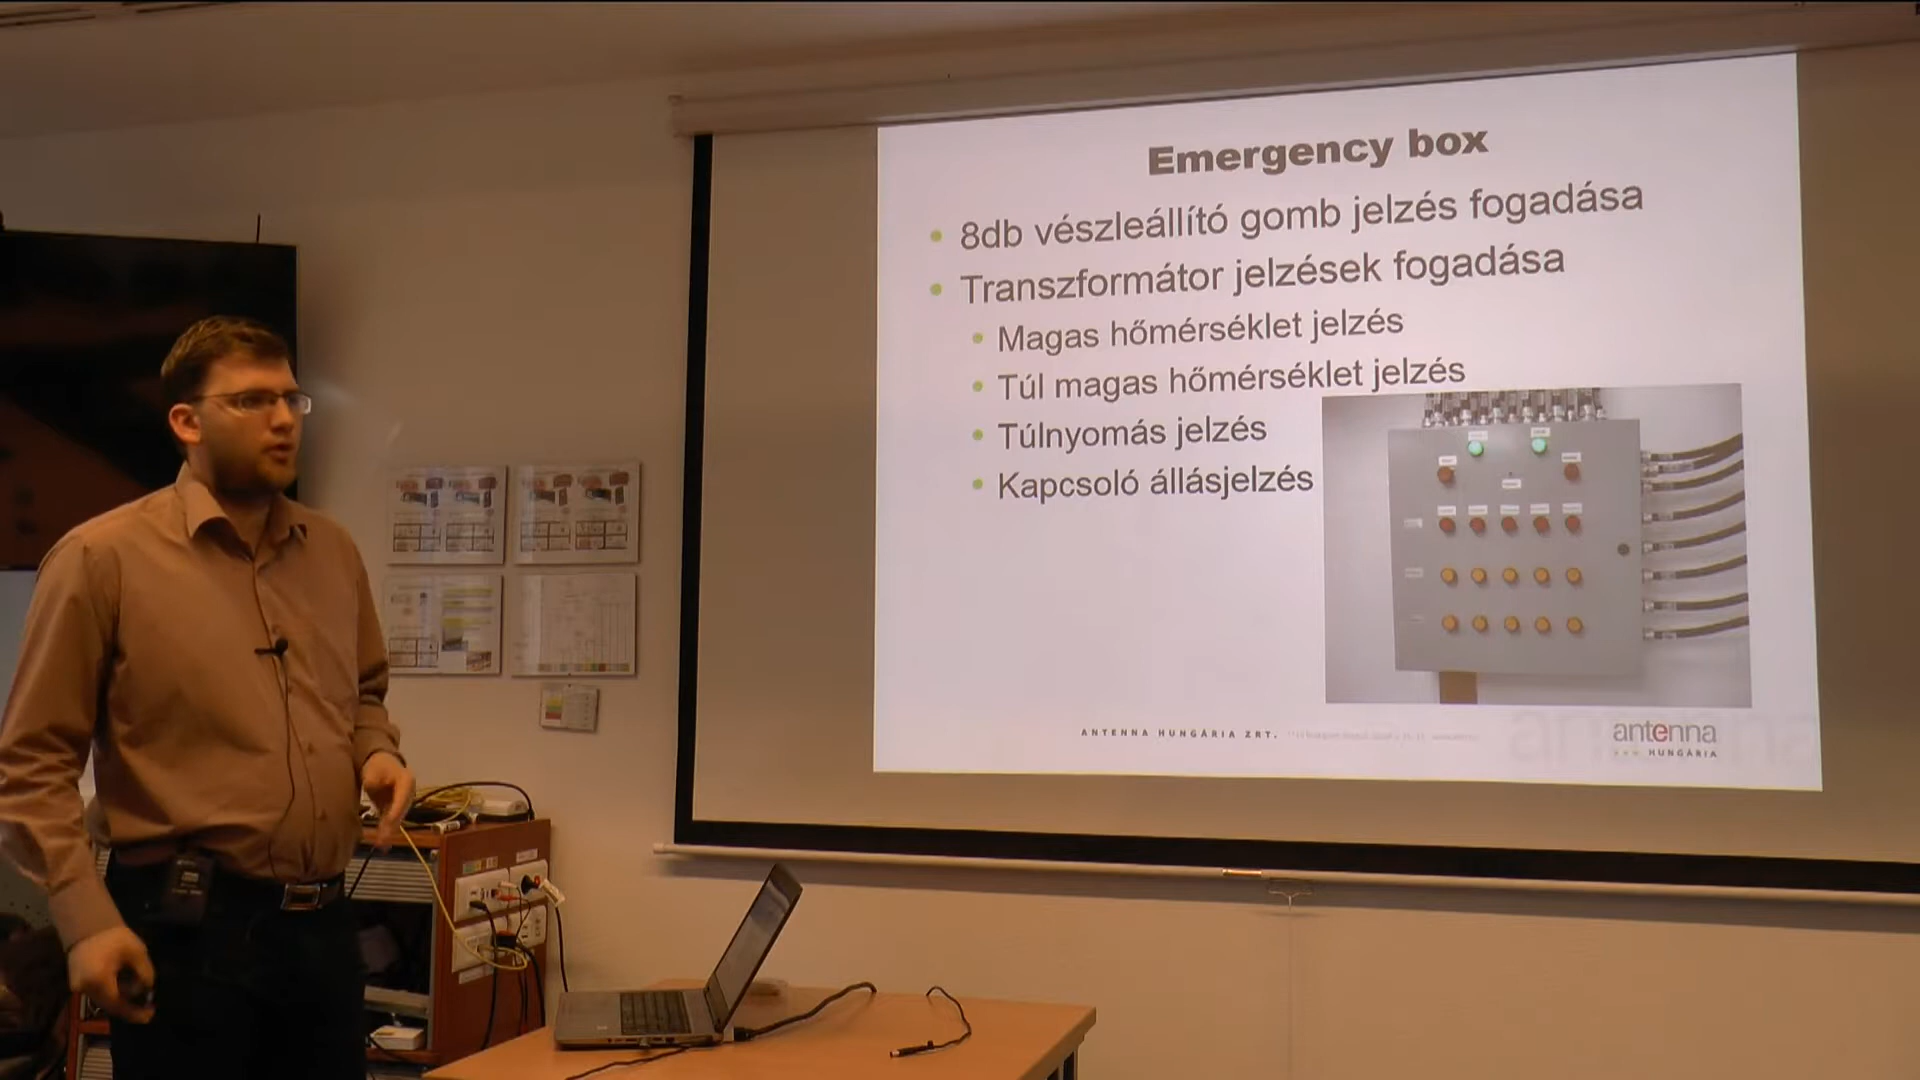 Emergency box
8db vészleállító gomb jelzés fogadása
Transzformátor jelzések fogadása
Magas hőmérséklet jelzés
Túl magas hőmérséklet jelzés
Túlnyomás jelzés
Kapcsoló állásjelzés
ANTENNA HUNGÁRIA ZRT.
antenna
HUNGÁRIA